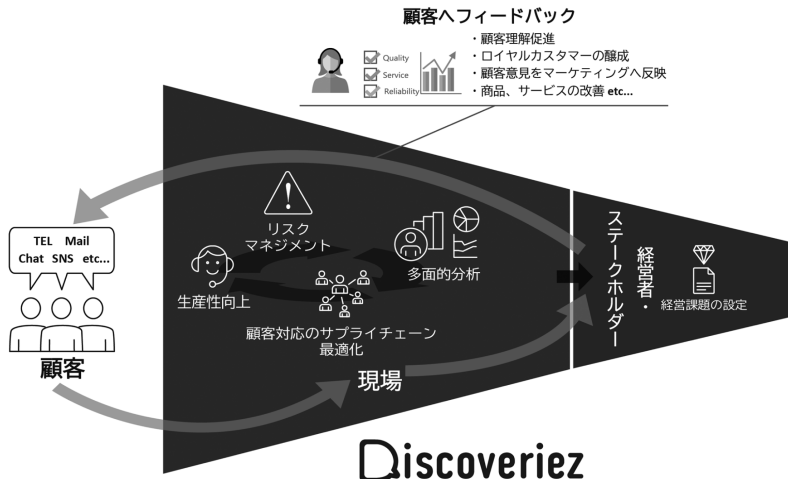 顧客へフィードバック
・顧客理解促進
・ロイヤルカスタマーの醸成
・顧客意見をマーケティングへ反映
・商品、サービスの改善 etc...
Quality
Service
Reliability
TEL Mail
Chat SNS etc...
顧客
リスク
マネジメント
生産性向上
多面的分析
顧客対応のサプライチェーン
最適化
現場
経営者・
ステークホルダー
経営課題の設定
Discoveriez